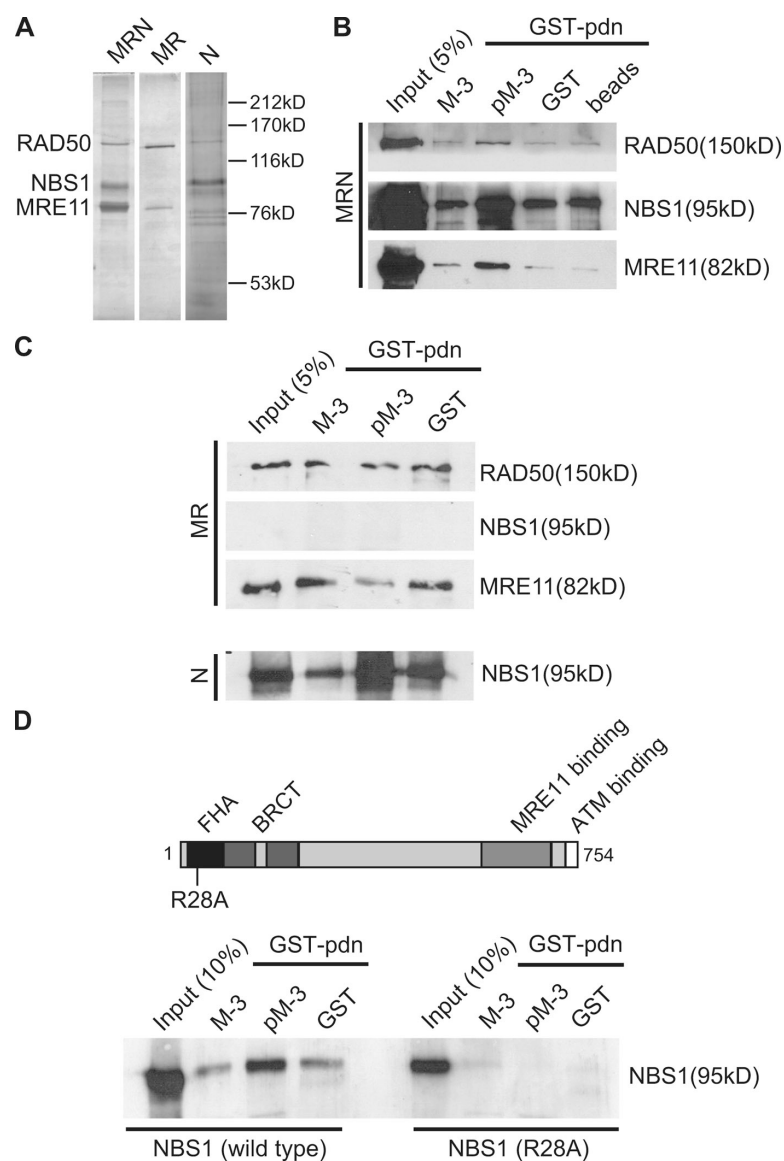 A
MRN
MR
N
RAD50
NBS1
MRE11
212kD
170kD
116kD
76kD
53kD
B
GST-pdn
Input (5%)
M-3
pM-3
GST
beads
MRN
RAD50(150kD)
NBS1(95kD)
MRE11(82kD)
C
GST-pdn
Input (5%)
M-3
pM-3
GST
MR
RAD50(150kD)
NBS1(95kD)
MRE11(82kD)
N
NBS1(95kD)
D
FHA
BRCT
MRE11 binding
ATM binding
1
754
R28A
GST-pdn
Input (10%)
M-3
pM-3
GST
GST-pdn
Input (10%)
M-3
pM-3
GST
NBS1(95kD)
NBS1 (wild type)
NBS1 (R28A)